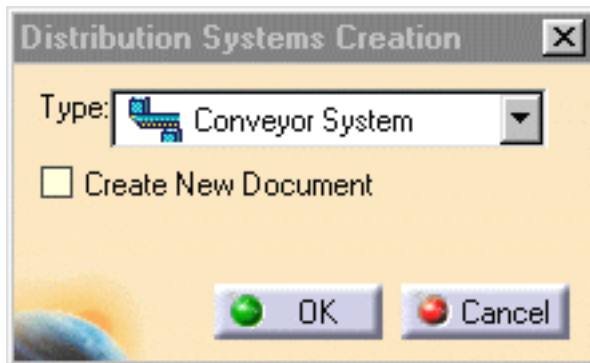 Distribution Systems Creation
Type: Conveyor System
Create New Document
OK Cancel